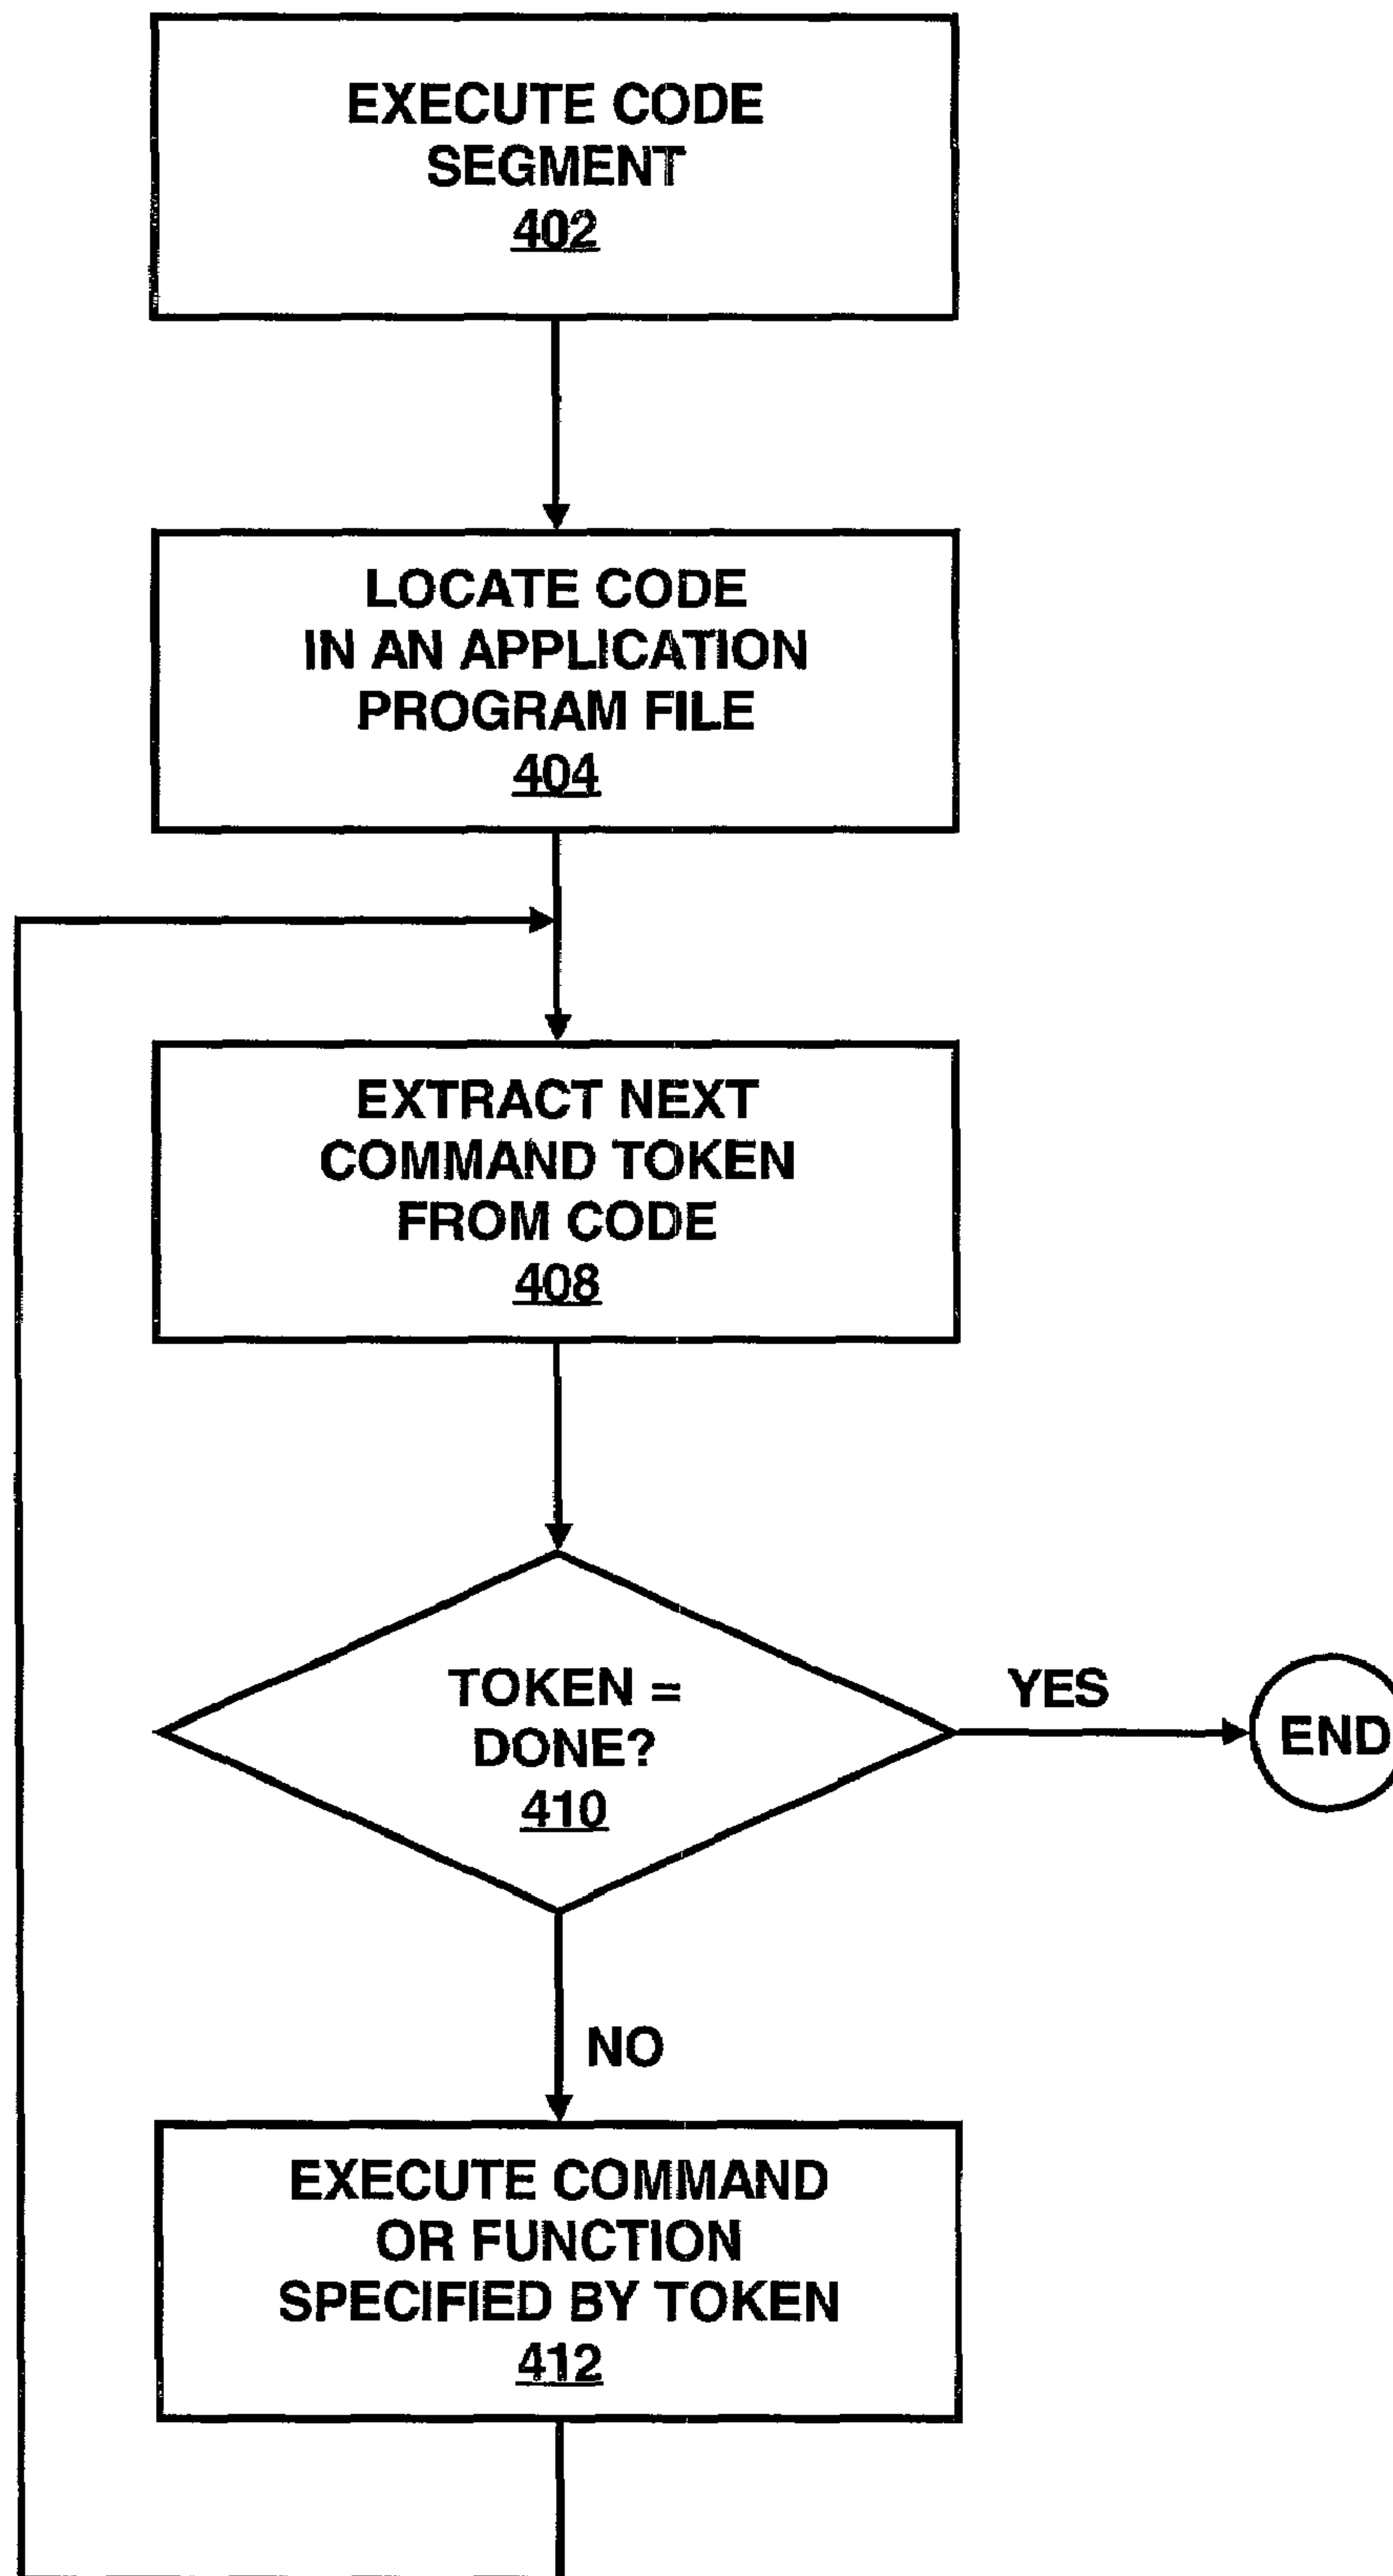 EXECUTE CODE
SEGMENT
402
LOCATE CODE
IN AN APPLICATION
PROGRAM FILE
404
EXTRACT NEXT
COMMAND TOKEN
FROM CODE
408
TOKEN =
DONE?
410
YES
END
NO
EXECUTE COMMAND
OR FUNCTION
SPECIFIED BY TOKEN
412